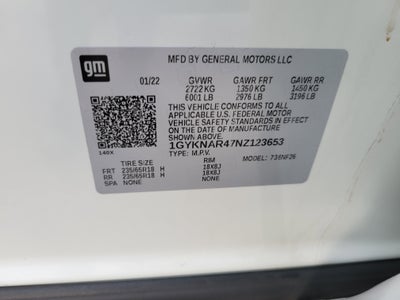 gm
MFD BY GENERAL MOTORS LLC
01/22 GVWR GAWR FRT GAWR RR
2722 KG 1350 KG 1450 KG
6001 LB 2976 LB 3196 LB
THIS VEHICLE CONFORMS TO ALL
APPLICABLE U.S. FEDERAL MOTOR
VEHICLE SAFETY STANDARDS IN EFFECT
ON THE DATE OF MANUFACTURE
SHOWN ABOVE.
140X 1GYKNAR47NZ123653
TYPE: M.P.V. MODEL:
TIRE SIZE RIM
FRT 235/65R18 H 18X8J
RR 235/65R18 H 18X8J
SPA NONE NONE